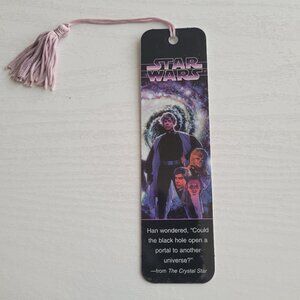 STAR
WARS
Han wondered, "Could
the black hole open a
portal to another
universe?"
—from The Crystal Star